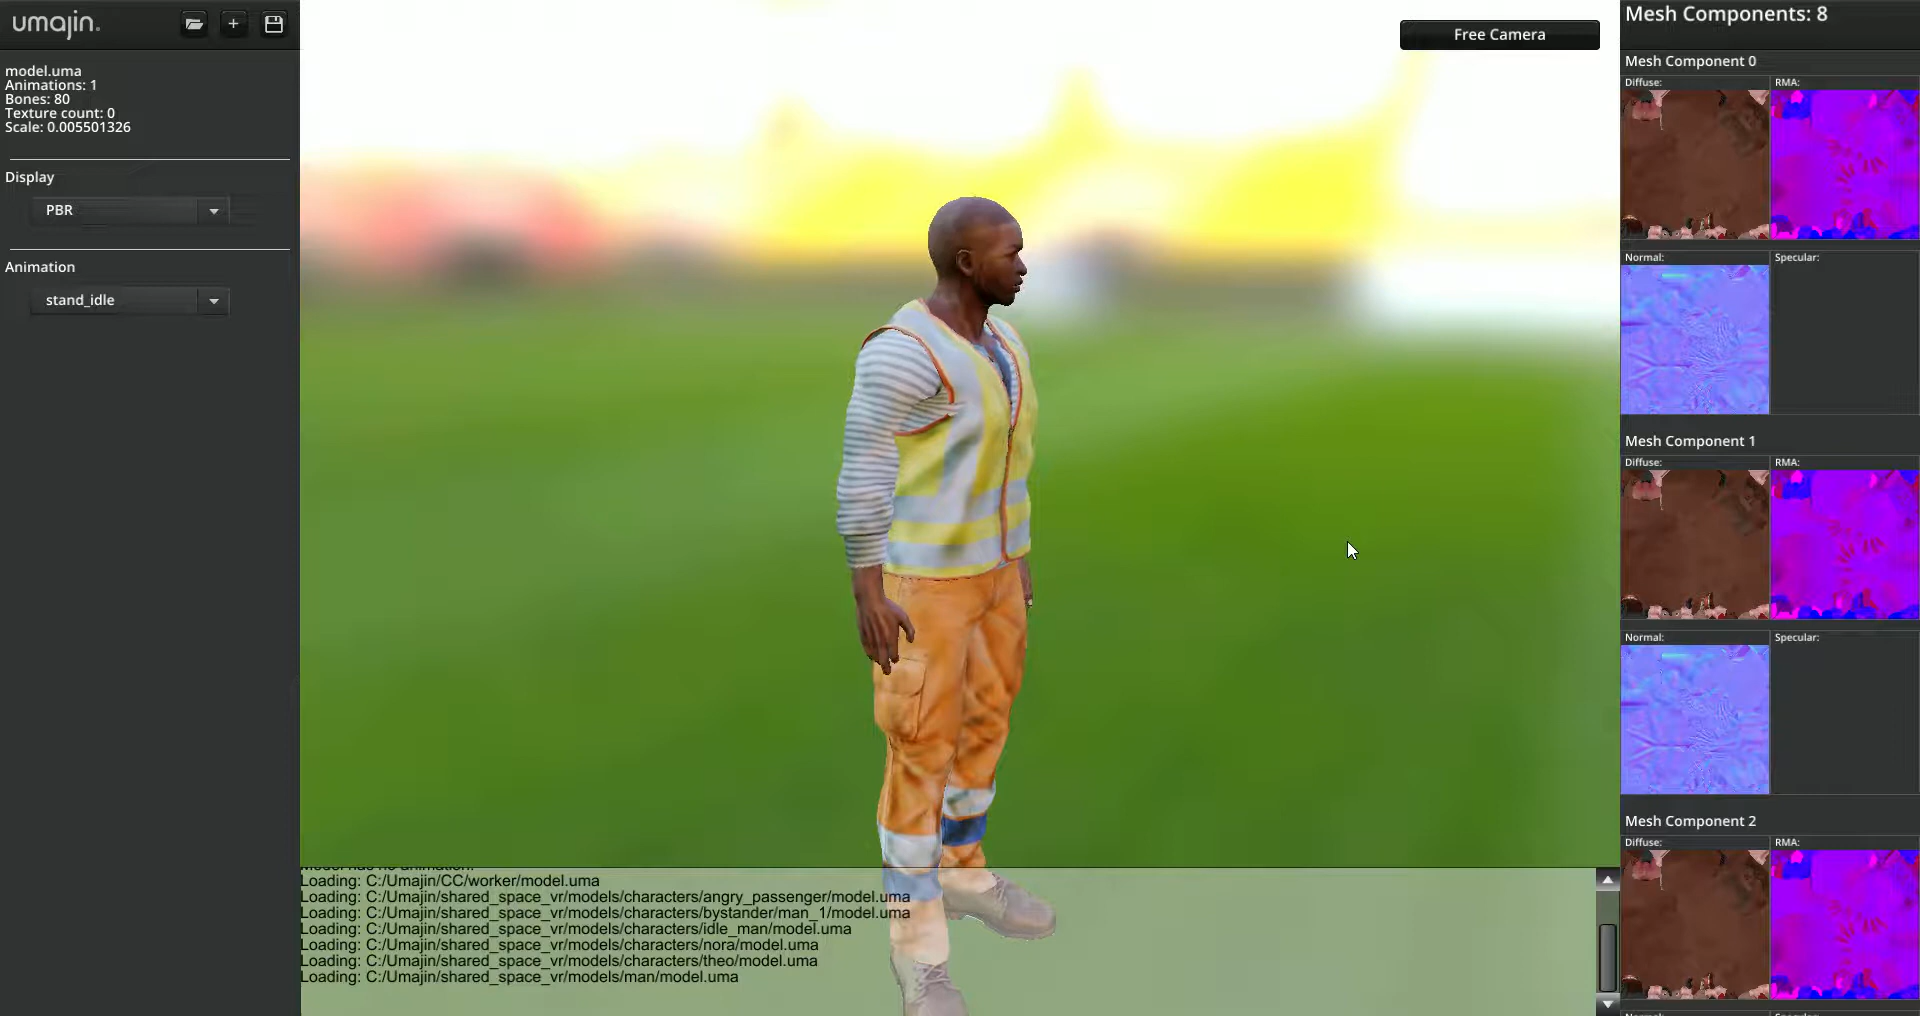 umajin.
+
model.uma
Animations: 1
Bones: 80
Texture count: 0
Scale: 0.005501326
Display
PBR
Animation
stand_idle
Free Camera
Model has no animation.
Loading: C:/Umajin/CC/worker/model.uma
Loading: C:/Umajin/shared_space_vr/models/characters/angry_passenger/model.uma
Loading: C:/Umajin/shared_space_vr/models/characters/bystander/man_1/model.uma
Loading: C:/Umajin/shared_space_vr/models/characters/idle_man/model.uma
Loading: C:/Umajin/shared_space_vr/models/characters/nora/model.uma
Loading: C:/Umajin/shared_space_vr/models/characters/theo/model.uma
Loading: C:/Umajin/shared_space_vr/models/man/model.uma
Mesh Components: 8
Mesh Component 0
Diffuse: RMA:
Normal: Specular:
Mesh Component 1
Diffuse: RMA:
Normal: Specular:
Mesh Component 2
Diffuse: RMA: